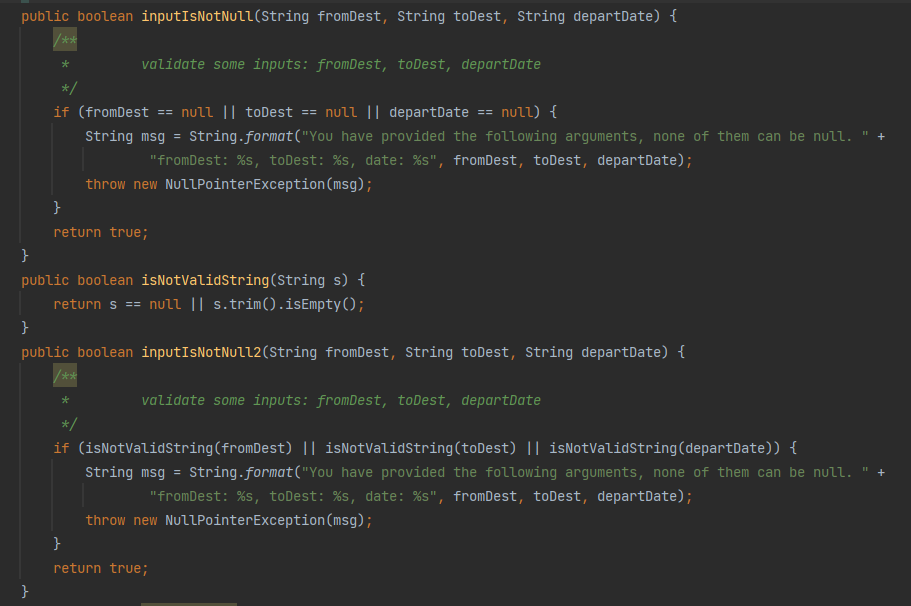 public boolean inputIsNotNull(String fromDest, String toDest, String departDate) {
/**
* validate some inputs: fromDest, toDest, departDate
*/
if (fromDest == null || toDest == null || departDate == null) {
String msg = String.format("You have provided the following arguments, none of them can be null. " +
"fromDest: %s, toDest: %s, date: %s", fromDest, toDest, departDate);
throw new NullPointerException(msg);
}
return true;
}
public boolean isNotValidString(String s) {
return s == null || s.trim().isEmpty();
}
public boolean inputIsNotNull2(String fromDest, String toDest, String departDate) {
/**
* validate some inputs: fromDest, toDest, departDate
*/
if (isNotValidString(fromDest) || isNotValidString(toDest) || isNotValidString(departDate)) {
String msg = String.format("You have provided the following arguments, none of them can be null. " +
"fromDest: %s, toDest: %s, date: %s", fromDest, toDest, departDate);
throw new NullPointerException(msg);
}
return true;
}